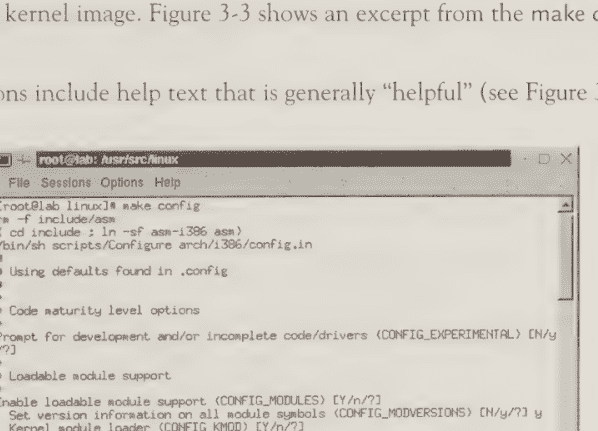 kernel image. Figure 3-3 shows an excerpt from the make
ons include help text that is generally “helpful” (see Figure
root@lab: /usr/src/linux
File Sessions Options Help
[root@lab linux]# make config
rm -f include/asm
( cd include ; ln -sf asm-i386 asm)
/bin/sh scripts/Configure arch/i386/config.in
#
# Using defaults found in .config
#
*
* Code maturity level options
*
Prompt for development and/or incomplete code/drivers (CONFIG_EXPERIMENTAL) [N/y
/?]
*
* Loadable module support
*
Enable loadable module support (CONFIG_MODULES) [Y/n/?]
Set version information on all module symbols (CONFIG_MODVERSIONS) [N/y/?] y
Kernel module loader (CONFIG_KMOD) [Y/n/?]